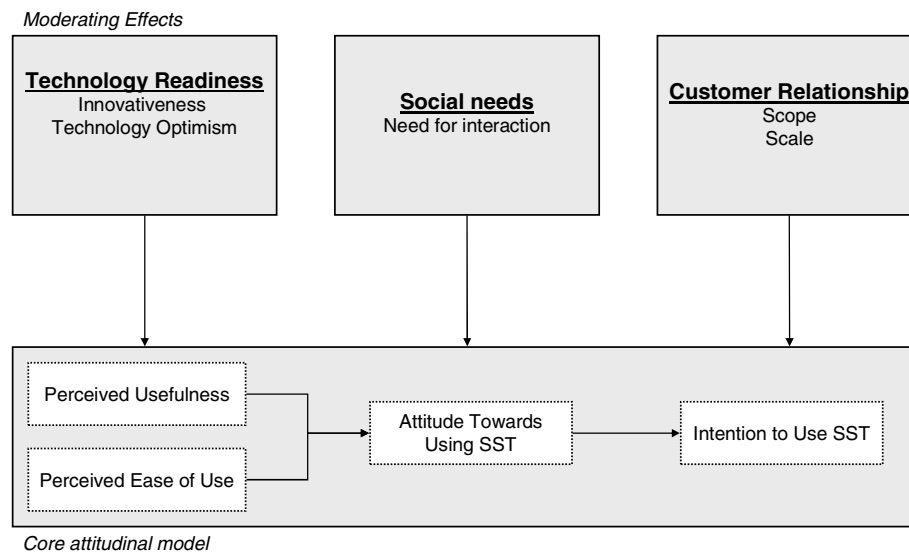 Moderating Effects
Technology Readiness
Innovativeness
Technology Optimism
Social needs
Need for interaction
Customer Relationship
Scope
Scale
Perceived Usefulness
Perceived Ease of Use
Attitude Towards
Using SST
Intention to Use SST
Core attitudinal model